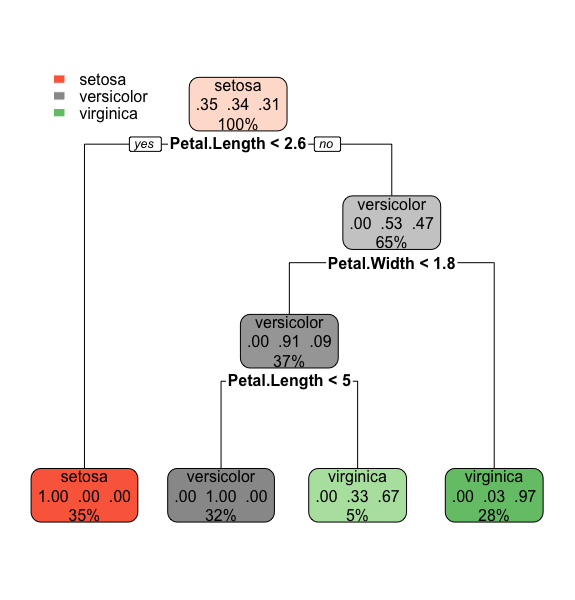 setosa
versicolor
virginica
setosa
.35 .34 .31
100%
yes Petal.Length < 2.6 no
versicolor
.00 .53 .47
65%
Petal.Width < 1.8
versicolor
.00 .91 .09
37%
Petal.Length < 5
setosa
1.00 .00 .00
35%
versicolor
.00 1.00 .00
32%
virginica
.00 .33 .67
5%
virginica
.00 .03 .97
28%